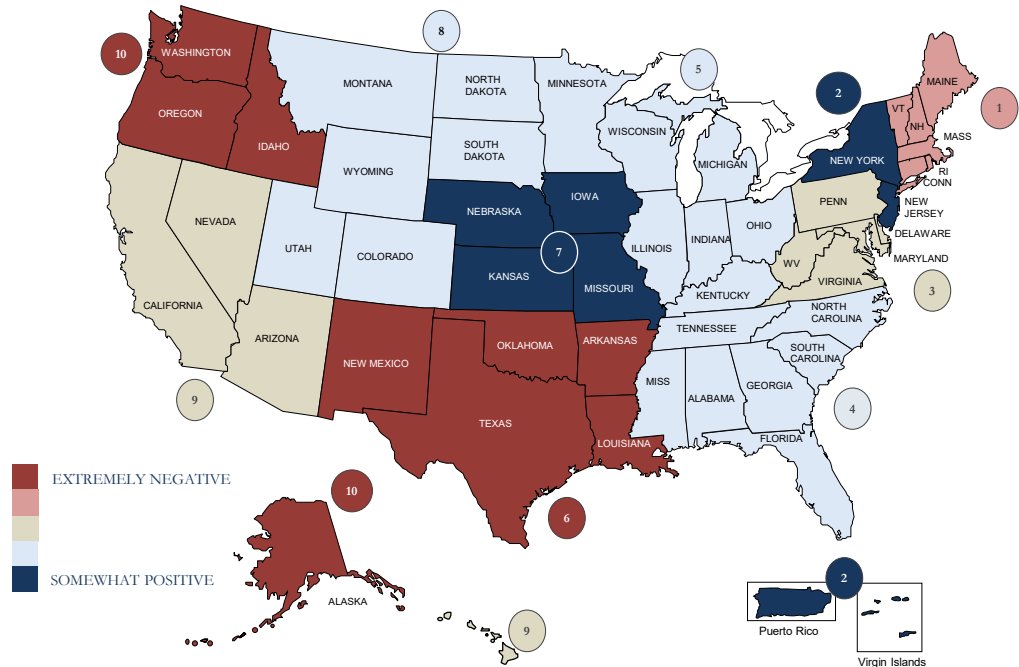 8
10
WASHINGTON
MONTANA
NORTH
DAKOTA
MINNESOTA
5
MAINE
2
VT
1
OREGON
NH
IDAHO
WISCONSIN
MASS
SOUTH
DAKOTA
MICHIGAN
NEW YORK
WYOMING
RI
CONN
IOWA
PENN
NEW
JERSEY
NEBRASKA
NEVADA
OHIO
DELAWARE
UTAH
ILLINOIS
INDIANA
7
COLORADO
MARYLAND
WV
KANSAS
VIRGINIA
MISSOURI
3
KENTUCKY
CALIFORNIA
NORTH
CAROLINA
TENNESSEE
ARIZONA
OKLAHOMA
ARKANSAS
SOUTH
CAROLINA
NEW MEXICO
MISS
GEORGIA
ALABAMA
9
4
TEXAS
FLORIDA
LOUISIANA
EXTREMELY NEGATIVE
10
6
SOMEWHAT POSITIVE
2
ALASKA
9
Puerto Rico
Virgin Islands